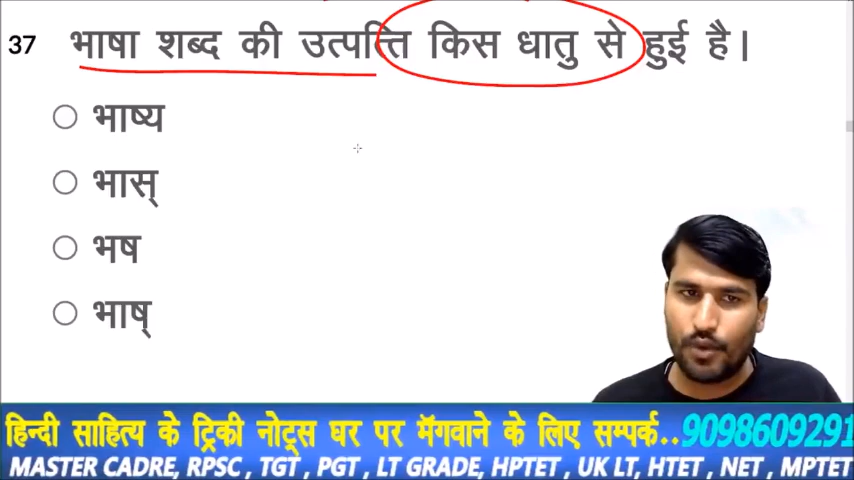 37 भाषा शब्द की उत्पत्ति किस धातु से हुई है।
भाष्य
भास्
भष
भाष्
हिन्दी साहित्य के ट्रिकी नोट्स घर पर मॅगवाने के लिए सम्पर्क..9098609291
MASTER CADRE, RPSC , TGT , PGT , LT GRADE, HPTET , UK LT, HTET , NET , MPTET